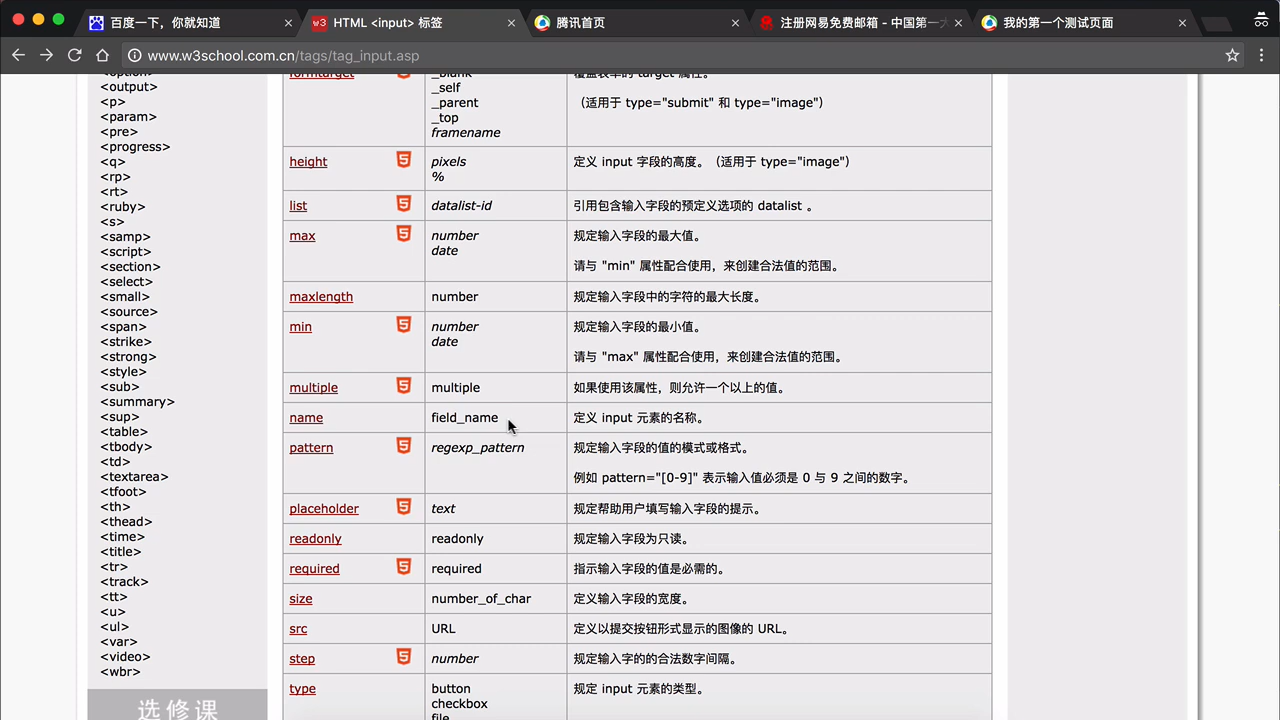 百度一下，你就知道
HTML <input> 标签
腾讯首页
注册网易免费邮箱 - 中国第一大
我的第一个测试页面
www.w3school.com.cn/tags/tag_input.asp
<option>
<output>
<p>
<param>
<pre>
<progress>
<q>
<rp>
<rt>
<ruby>
<s>
<samp>
<script>
<section>
<select>
<small>
<source>
<span>
<strike>
<strong>
<style>
<sub>
<summary>
<sup>
<table>
<tbody>
<td>
<textarea>
<tfoot>
<th>
<thead>
<time>
<title>
<tr>
<track>
<tt>
<u>
<ul>
<var>
<video>
<wbr>
选修课
formtarget
_blank
_self
_parent
_top
framename
覆盖表单的 target 属性。
（适用于 type="submit" 和 type="image"）
height
pixels
%
定义 input 字段的高度。（适用于 type="image"）
list
datalist-id
引用包含输入字段的预定义选项的 datalist 。
max
number
date
规定输入字段的最大值。
请与 "min" 属性配合使用，来创建合法值的范围。
maxlength
number
规定输入字段中的字符的最大长度。
min
number
date
规定输入字段的最小值。
请与 "max" 属性配合使用，来创建合法值的范围。
multiple
multiple
如果使用该属性，则允许一个以上的值。
name
field_name
定义 input 元素的名称。
pattern
regexp_pattern
规定输入字段的值的模式或格式。
例如 pattern="[0-9]" 表示输入值必须是 0 与 9 之间的数字。
placeholder
text
规定帮助用户填写输入字段的提示。
readonly
readonly
规定输入字段为只读。
required
required
指示输入字段的值是必需的。
size
number_of_char
定义输入字段的宽度。
src
URL
定义以提交按钮形式显示的图像的 URL。
step
number
规定输入字的的合法数字间隔。
type
button
checkbox
file
规定 input 元素的类型。